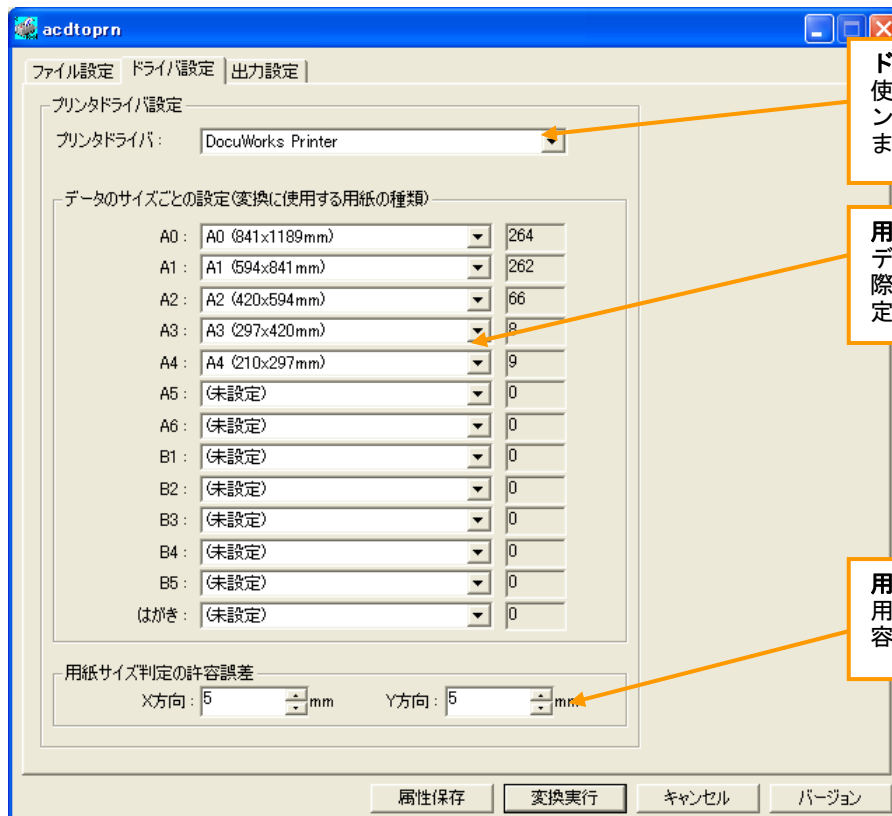 acdtoprn
ファイル設定 ドライバ設定 出力設定
プリンタドライバ設定
プリンタドライバ： DocuWorks Printer
データのサイズごとの設定(変換に使用する用紙の種類)
A0： A0 (841x1189mm) 264
A1： A1 (594x841mm) 262
A2： A2 (420x594mm) 66
A3： A3 (297x420mm) 8
A4： A4 (210x297mm) 9
A5： (未設定) 0
A6： (未設定) 0
B1： (未設定) 0
B2： (未設定) 0
B3： (未設定) 0
B4： (未設定) 0
B5： (未設定) 0
はがき： (未設定) 0
用紙サイズ判定の許容誤差
X方向： 5 mm Y方向： 5 mm
属性保存 変換実行 キャンセル バージョン
ド
使
ン
ま
用
デ
際
定
用
用
容